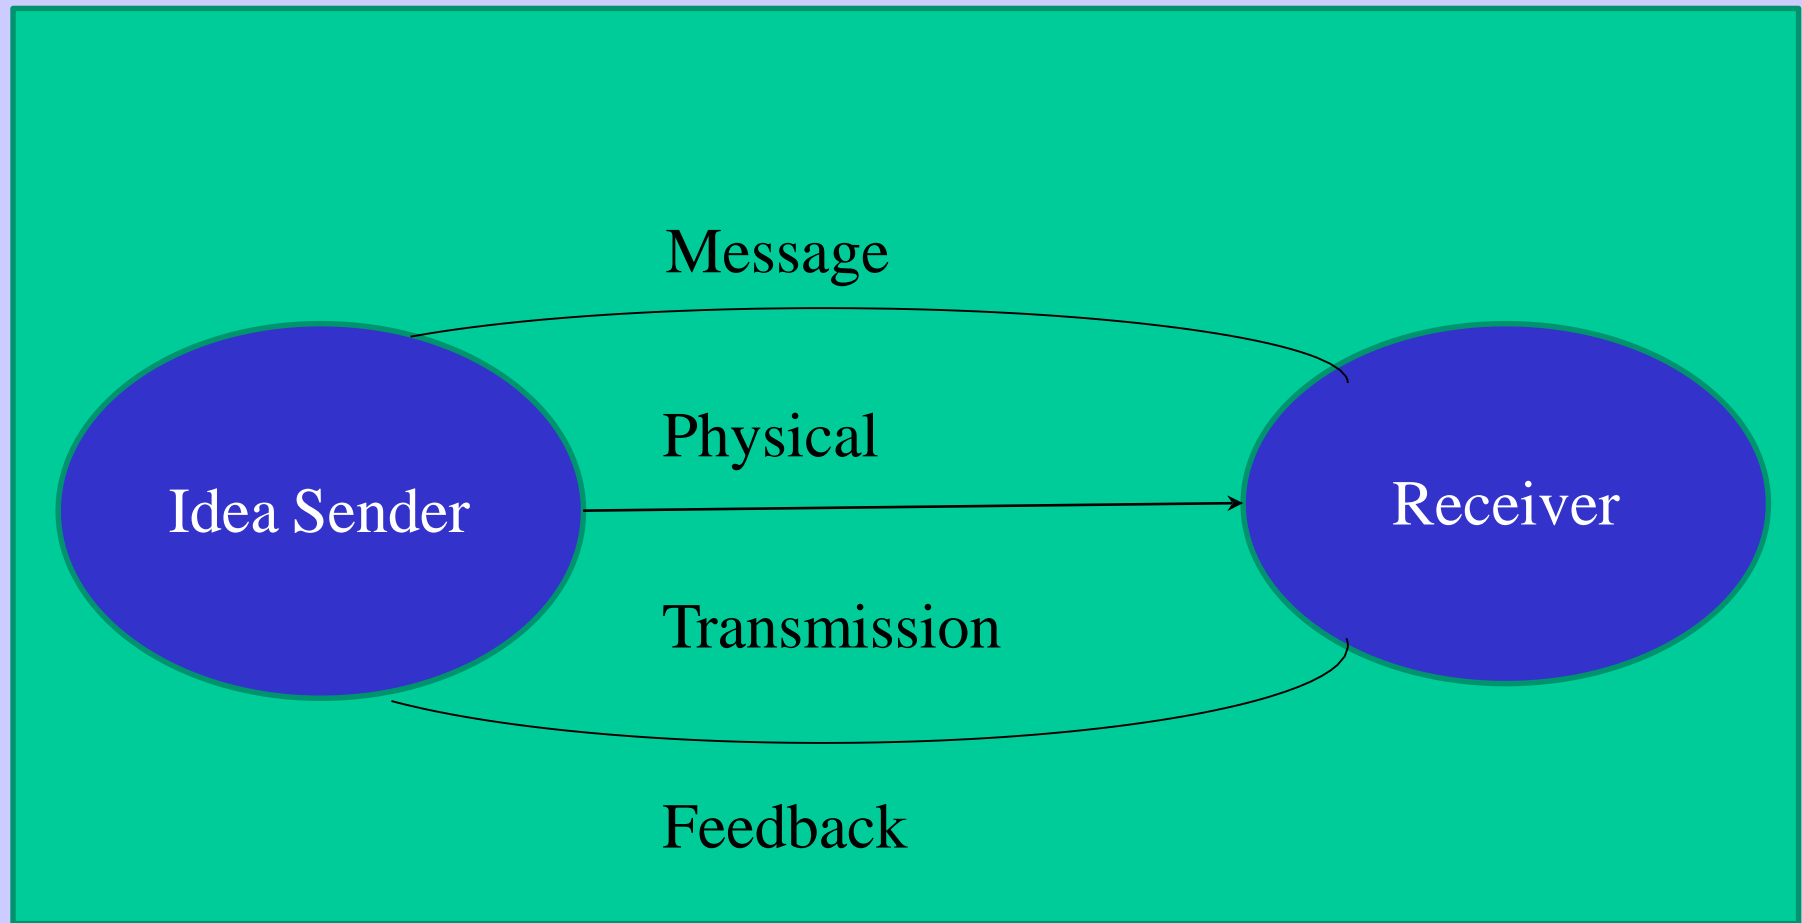 Message
Physical
Idea Sender
Receiver
Transmission
Feedback